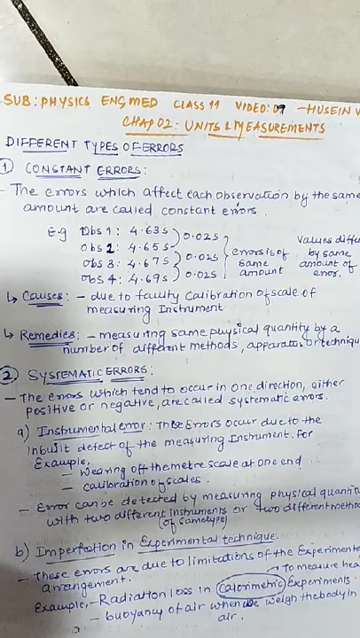 SUB: PHYSICS ENG MED CLASS 11 VIDEO: 09 - HUSEIN V
CHAP 02: UNITS & MEASUREMENTS
DIFFERENT TYPES OF ERRORS
① CONSTANT ERRORS:
- The errors which affect each observation by the same
amount are called constant errors.
Eg Obs 1: 4.63s
Obs 2: 4.65s
Obs 3: 4.67s
Obs 4: 4.69s
0.02s
0.02s
0.02s
errors is of
same
amount
values differ
by same
amount of
error.
↳ Causes: - due to faulty Calibration of scale of
measuring Instrument
↳ Remedies: - measuring same physical quantity by a
number of different methods, apparatus or technique
② SYSTEMATIC ERRORS:
- The errors which tend to occur in one direction, either
positive or negative, are called systematic errors.
a) Instrumental error: These Errors occur due to the
Inbuilt defect of the measuring Instrument. For
Example,
- Wearing off the metre scale at one end
- calibration of scales.
- Error can be detected by measuring physical quanti
with two different Instruments or two different metho
(of same type)
b) Imperfection in Experimental technique.
- These errors are due to limitations of the Experimenta
arrangement.
→ To measure hea
Example, - Radiation loss in Calorimetric Experiments
- buoyancy of air when we weigh the body in
air.